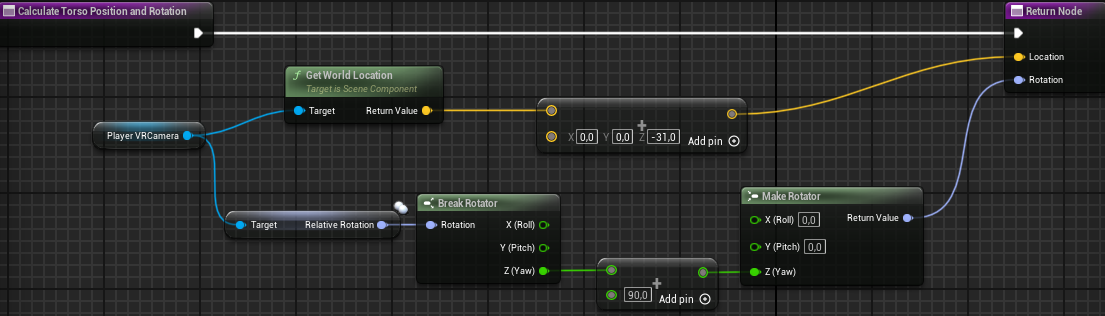 Calculate Torso Position and Rotation
Return Node
Location
Rotation
f Get World Location
Target is Scene Component
Target Return Value
X 0,0 Y 0,0 Z -31,0
Add pin
Player VRCamera
Target Relative Rotation
Break Rotator
Rotation X (Roll)
Y (Pitch)
Z (Yaw)
90,0
Add pin
Make Rotator
X (Roll) 0,0 Return Value
Y (Pitch) 0,0
Z (Yaw)